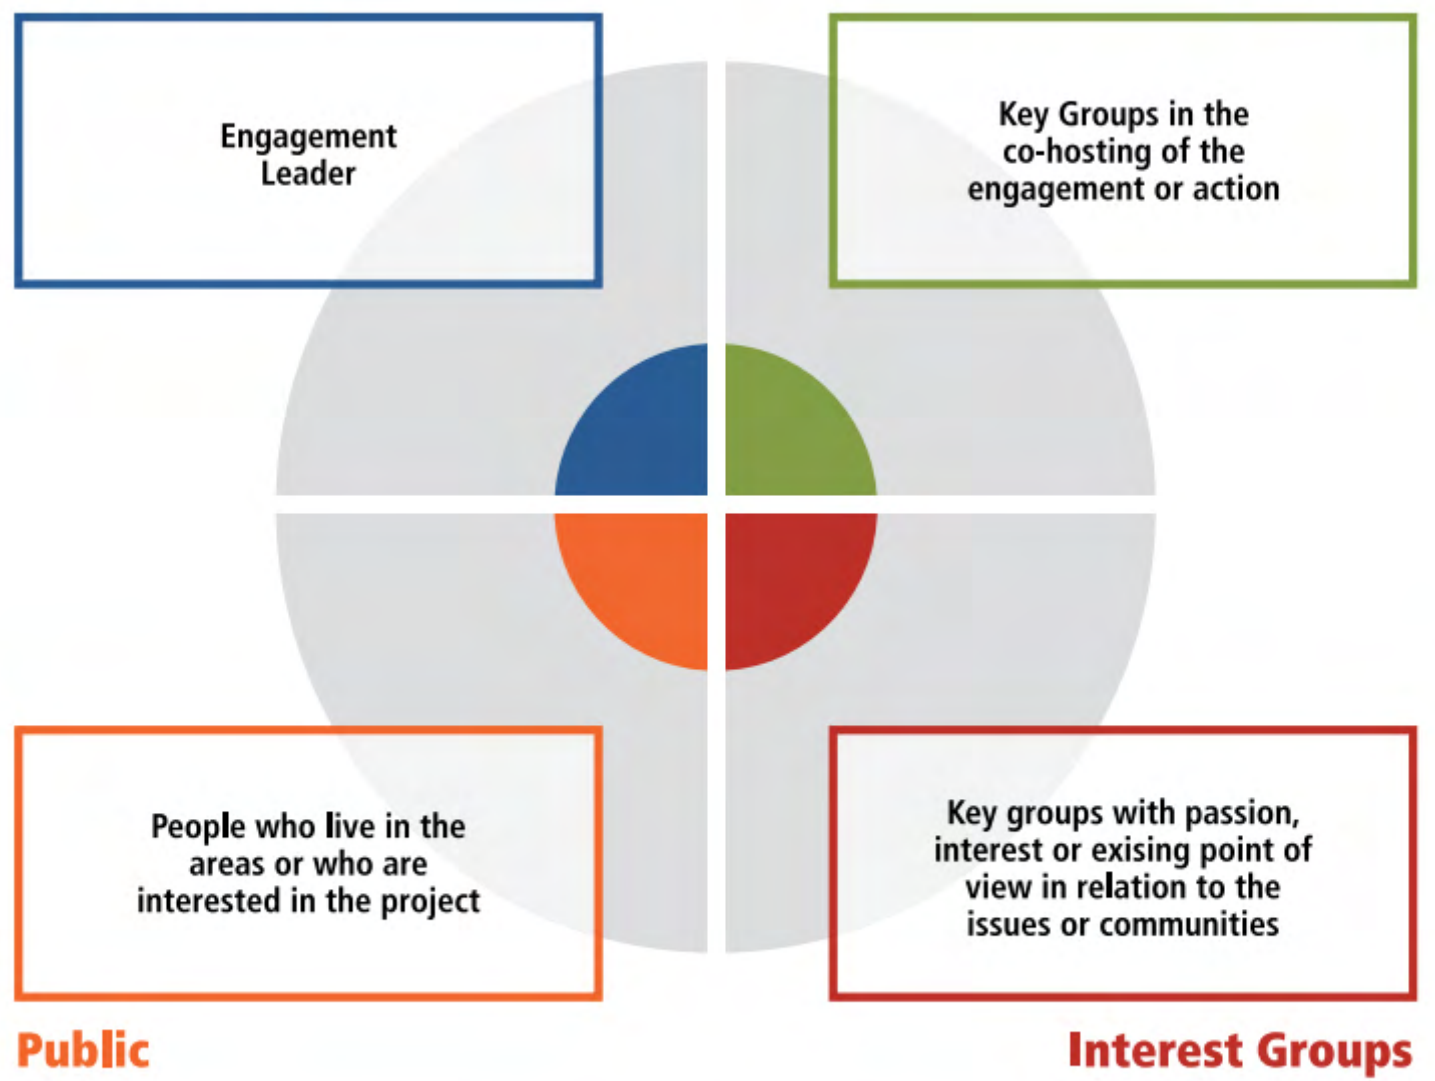 Engagement
Leader
Key Groups in the
co-hosting of the
engagement or action
People who live in the
areas or who are
interested in the project
Key groups with passion,
interest or exising point of
view in relation to the
issues or communities
Public
Interest Groups